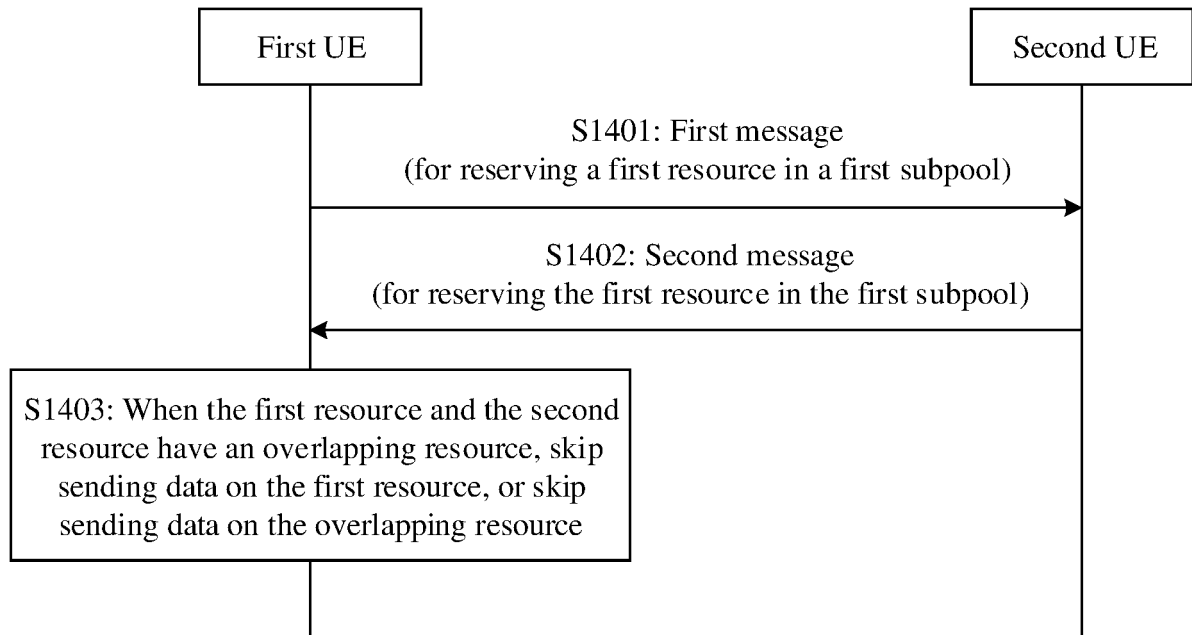 First UE
Second UE
S1401: First message
(for reserving a first resource in a first subpool)
S1402: Second message
(for reserving the first resource in the first subpool)
S1403: When the first resource and the second
resource have an overlapping resource, skip
sending data on the first resource, or skip
sending data on the overlapping resource